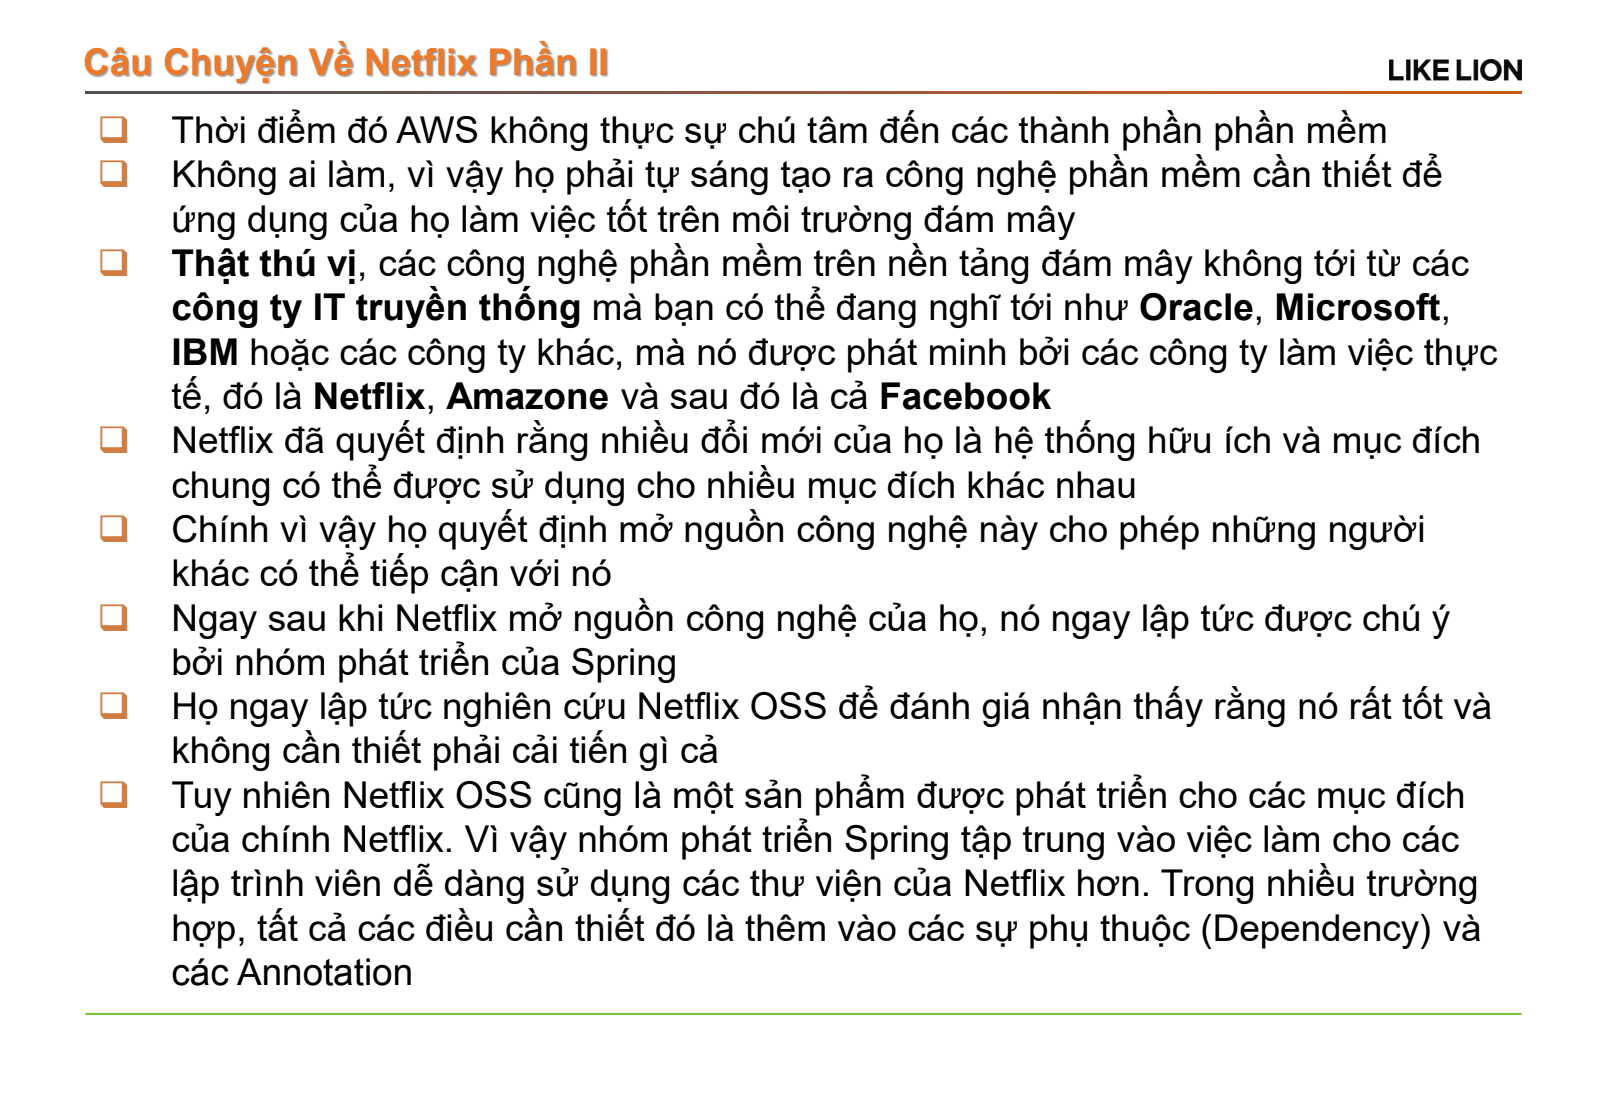 Câu Chuyện Về Netflix Phần II
LIKE LION
Thời điểm đó AWS không thực sự chú tâm đến các thành phần phần mềm
Không ai làm, vì vậy họ phải tự sáng tạo ra công nghệ phần mềm cần thiết để
ứng dụng của họ làm việc tốt trên môi trường đám mây
Thật thú vị, các công nghệ phần mềm trên nền tảng đám mây không tới từ các
công ty IT truyền thống mà bạn có thể đang nghĩ tới như Oracle, Microsoft,
IBM hoặc các công ty khác, mà nó được phát minh bởi các công ty làm việc thực
tế, đó là Netflix, Amazone và sau đó là cả Facebook
Netflix đã quyết định rằng nhiều đổi mới của họ là hệ thống hữu ích và mục đích
chung có thể được sử dụng cho nhiều mục đích khác nhau
Chính vì vậy họ quyết định mở nguồn công nghệ này cho phép những người
khác có thể tiếp cận với nó
Ngay sau khi Netflix mở nguồn công nghệ của họ, nó ngay lập tức được chú ý
bởi nhóm phát triển của Spring
Họ ngay lập tức nghiên cứu Netflix OSS để đánh giá nhận thấy rằng nó rất tốt và
không cần thiết phải cải tiến gì cả
Tuy nhiên Netflix OSS cũng là một sản phẩm được phát triển cho các mục đích
của chính Netflix. Vì vậy nhóm phát triển Spring tập trung vào việc làm cho các
lập trình viên dễ dàng sử dụng các thư viện của Netflix hơn. Trong nhiều trường
hợp, tất cả các điều cần thiết đó là thêm vào các sự phụ thuộc (Dependency) và
các Annotation